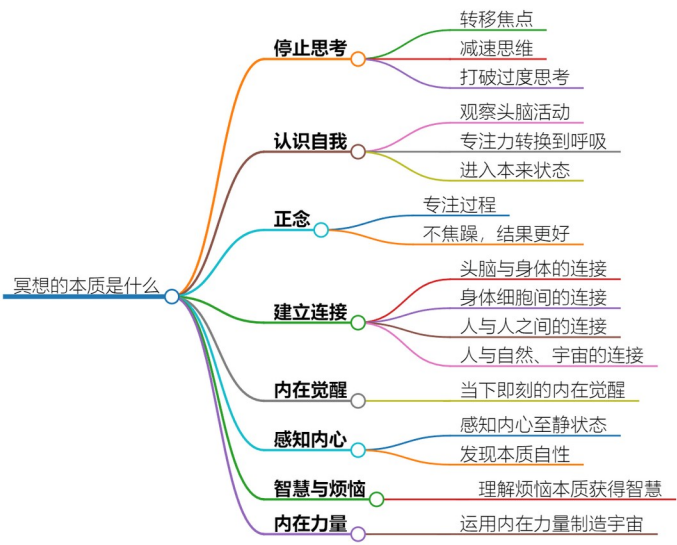 冥想的本质是什么
停止思考
转移焦点
减速思维
打破过度思考
认识自我
观察头脑活动
专注力转换到呼吸
进入本来状态
正念
专注过程
不焦躁，结果更好
建立连接
头脑与身体的连接
身体细胞间的连接
人与人之间的连接
人与自然、宇宙的连接
内在觉醒
当下即刻的内在觉醒
感知内心
感知内心至静状态
发现本质自性
智慧与烦恼
理解烦恼本质获得智慧
内在力量
运用内在力量制造宇宙